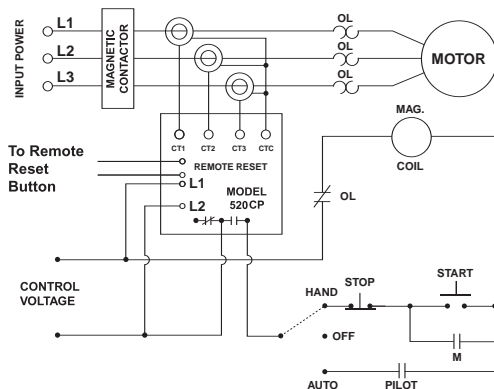 INPUT POWER
L1
L2
L3
MAGNETIC
CONTACTOR
OL
OL
OL
MOTOR
CT1
CT2
CT3
CTC
REMOTE RESET
To Remote
Reset
Button
L1
L2
MODEL
520CP
MAG.
COIL
OL
CONTROL
VOLTAGE
HAND
STOP
START
OFF
M
AUTO
PILOT